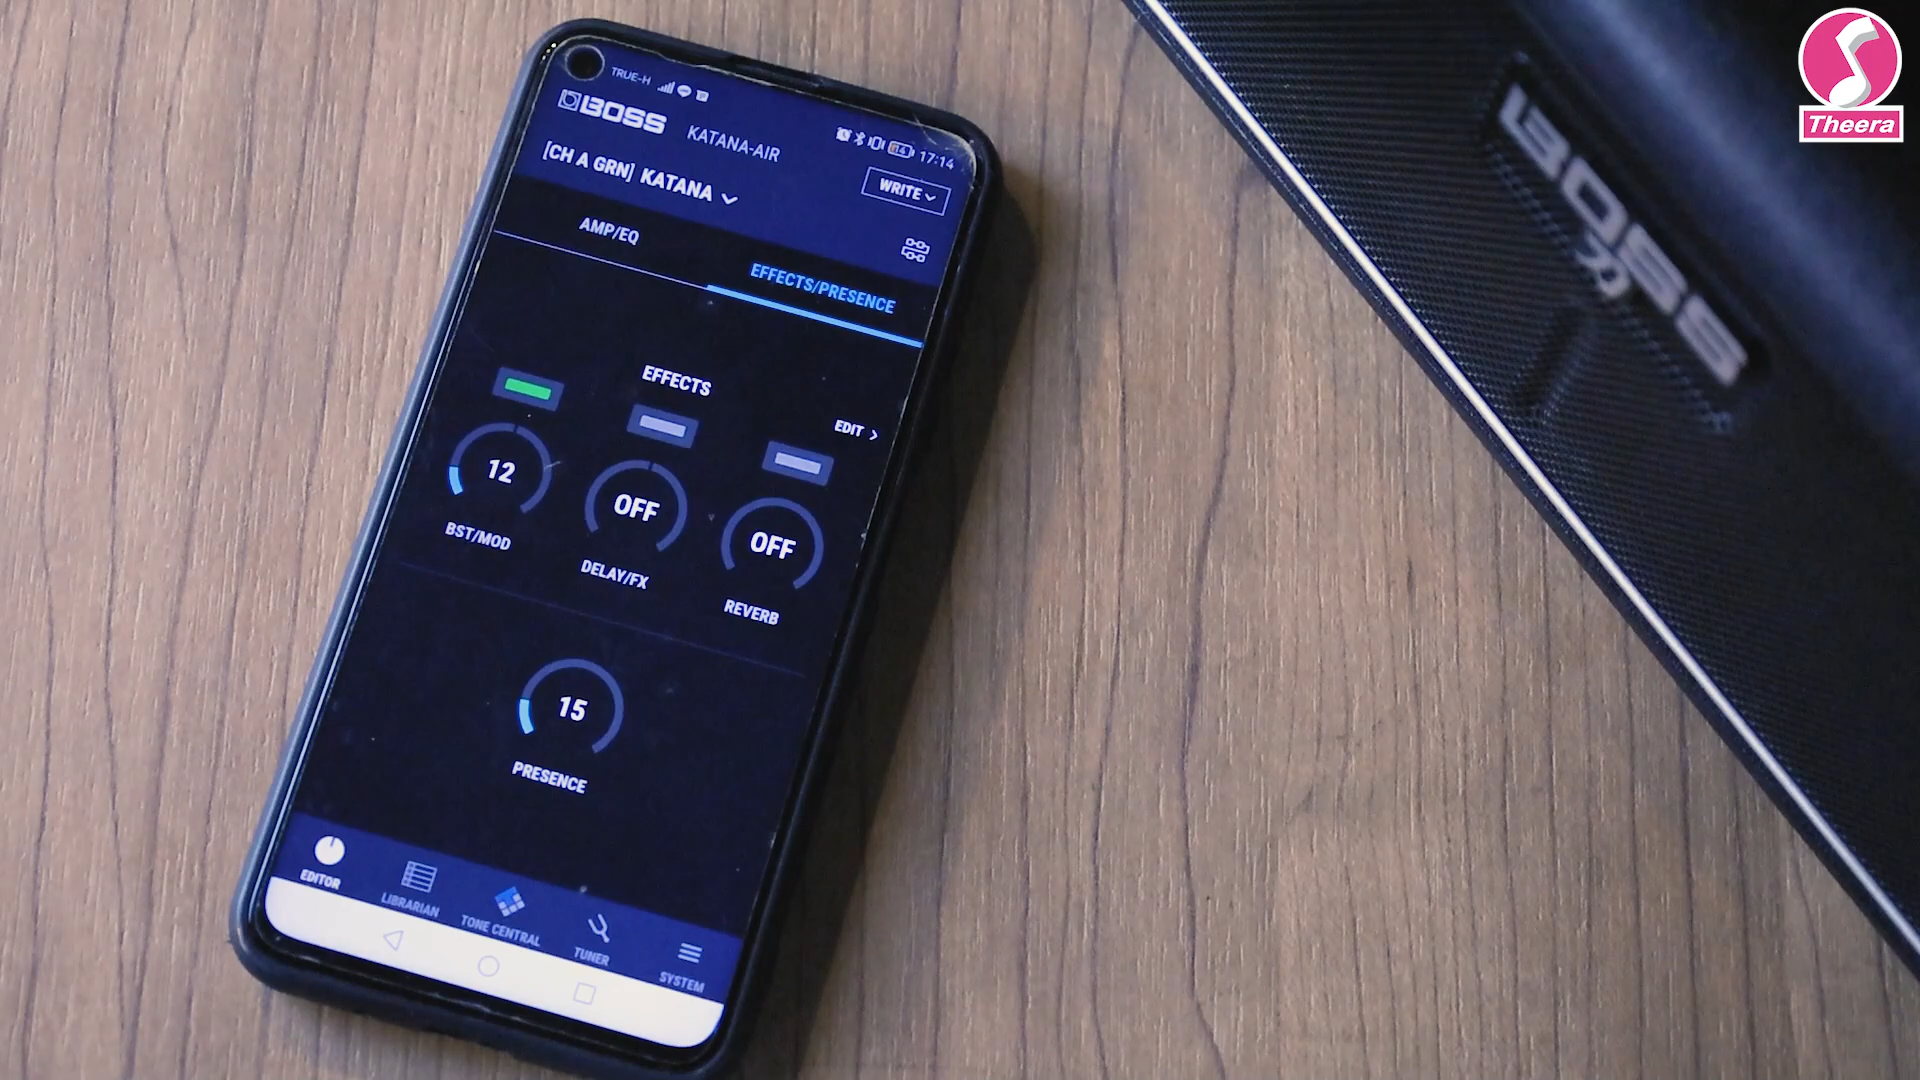 TRUE-H
17:14
BOSS KATANA-AIR
[CH A GRN] KATANA
WRITE
AMP/EQ
EFFECTS/PRESENCE
EFFECTS
EDIT
12
OFF
OFF
BST/MOD
DELAY/FX
REVERB
15
PRESENCE
EDITOR
LIBRARIAN
TONE CENTRAL
TUNER
SYSTEM
BOSS
刀
Theera